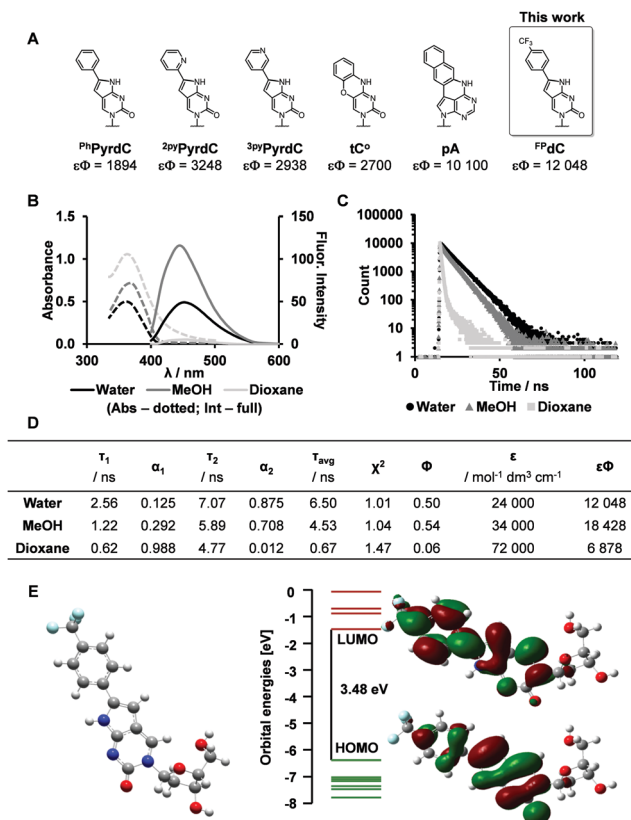 This work
A
CF3
Ph
N
NH
O
PhPyrdC
2pyPyrdC
3pyPyrdC
tCo
pA
FPdC
εΦ = 1894
εΦ = 3248
εΦ = 2938
εΦ = 2700
εΦ = 10 100
εΦ = 12 048
B
C
1.5
1.0
0.5
0.0
Absorbance
150
100
50
0
Fluor. Intensity
300 400 500 600
λ / nm
Water MeOH Dioxane
(Abs – dotted; Int – full)
100000
10000
1000
100
10
1
Count
0 50 100
Time / ns
Water MeOH Dioxane
D
τ1 / ns α1 τ2 / ns α2 τavg / ns χ2 Φ ε / mol-1 dm3 cm-1 εΦ
Water 2.56 0.125 7.07 0.875 6.50 1.01 0.50 24 000 12 048
MeOH 1.22 0.292 5.89 0.708 4.53 1.04 0.54 34 000 18 428
Dioxane 0.62 0.988 4.77 0.012 0.67 1.47 0.06 72 000 6 878
E
Orbital energies [eV]
0
-1
-2
-3
-4
-5
-6
-7
-8
LUMO
3.48 eV
HOMO